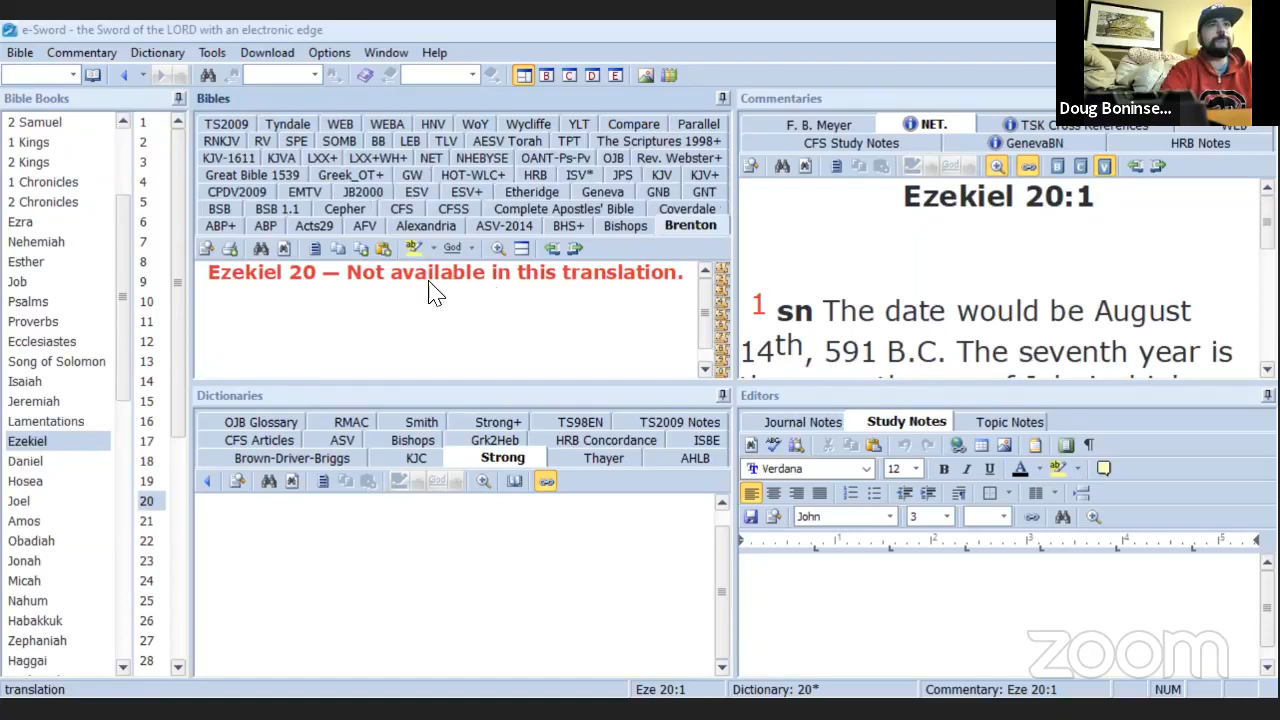 e-Sword - the Sword of the LORD with an electronic edge
Bible Commentary Dictionary Tools Download Options Window Help
Doug Boninse...
B C D E
Bible Books
2 Samuel
1 Kings
2 Kings
1 Chronicles
2 Chronicles
Ezra
Nehemiah
Esther
Job
Psalms
Proverbs
Ecclesiastes
Song of Solomon
Isaiah
Jeremiah
Lamentations
Ezekiel
Daniel
Hosea
Joel
Amos
Obadiah
Jonah
Micah
Nahum
Habakkuk
Zephaniah
Haggai
1
2
3
4
5
6
7
8
9
10
11
12
13
14
15
16
17
18
19
20
21
22
23
24
25
26
27
28
Bibles
TS2009 Tyndale WEB WEBA HNV WoY Wycliffe YLT Compare Parallel
RNKJV RV SPE SOMB BB LEB TLV AESV Torah TPT The Scriptures 1998+
KJV-1611 KJVA LXX+ LXX+WH+ NET NHEBYSE OANT-Ps-Pv OJB Rev. Webster+
Great Bible 1539 Greek_OT+ GW HOT-WLC+ HRB ISV* JPS KJV KJV+
CPDV2009 EMTV JB2000 ESV ESV+ Etheridge Geneva GNB GNT
BSB BSB 1.1 Cepher CFS CFSS Complete Apostles' Bible Coverdale
ABP+ ABP Acts29 AFV Alexandria ASV-2014 BHS+ Bishops Brenton
God
Ezekiel 20 — Not available in this translation.
Dictionaries
OJB Glossary RMAC Smith Strong+ TS98EN TS2009 Notes
CFS Articles ASV Bishops Grk2Heb HRB Concordance ISBE
Brown-Driver-Briggs KJC Strong Thayer AHLB
God
Commentaries
F. B. Meyer NET. TSK Cross References WEB
CFS Study Notes GenevaBN HRB Notes
God B C V
Ezekiel 20:1
1 sn The date would be August
14th, 591 B.C. The seventh year is
Editors
Journal Notes Study Notes Topic Notes
Verdana 12 B I U A
John 3
1 2 3 4 5
zoom
translation Eze 20:1 Dictionary: 20* Commentary: Eze 20:1 NUM